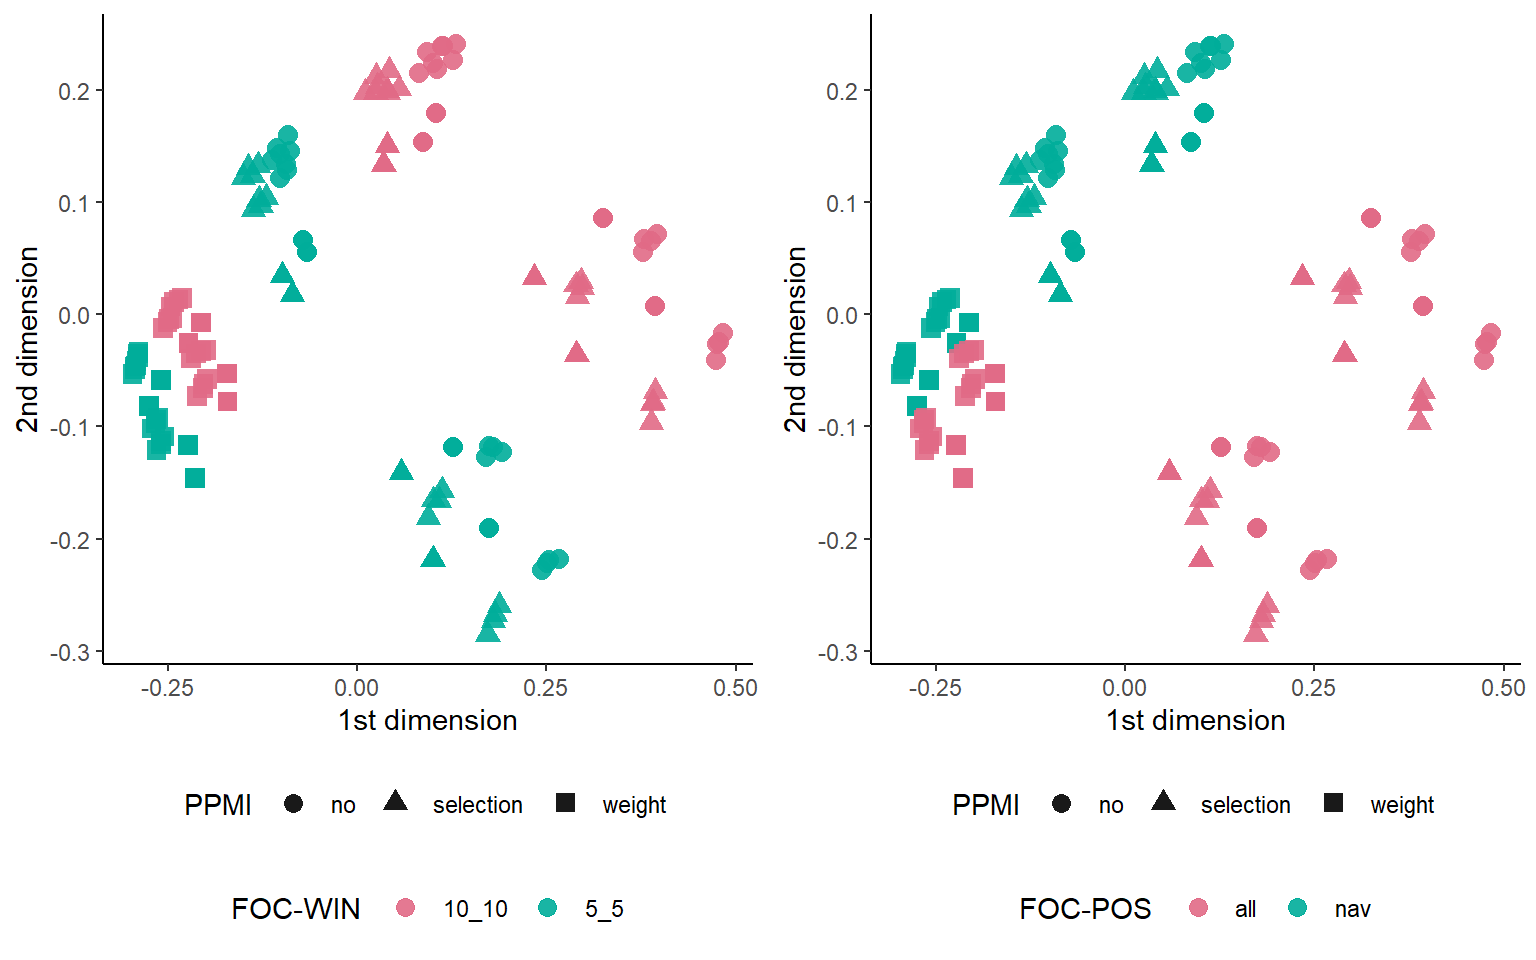 2nd dimension
0.2
0.1
0.0
-0.1
-0.2
-0.3
-0.25 0.00 0.25 0.50
1st dimension
PPMI no selection weight
FOC-WIN 10_10 5_5
2nd dimension
0.2
0.1
0.0
-0.1
-0.2
-0.3
-0.25 0.00 0.25 0.50
1st dimension
PPMI no selection weight
FOC-POS all nav